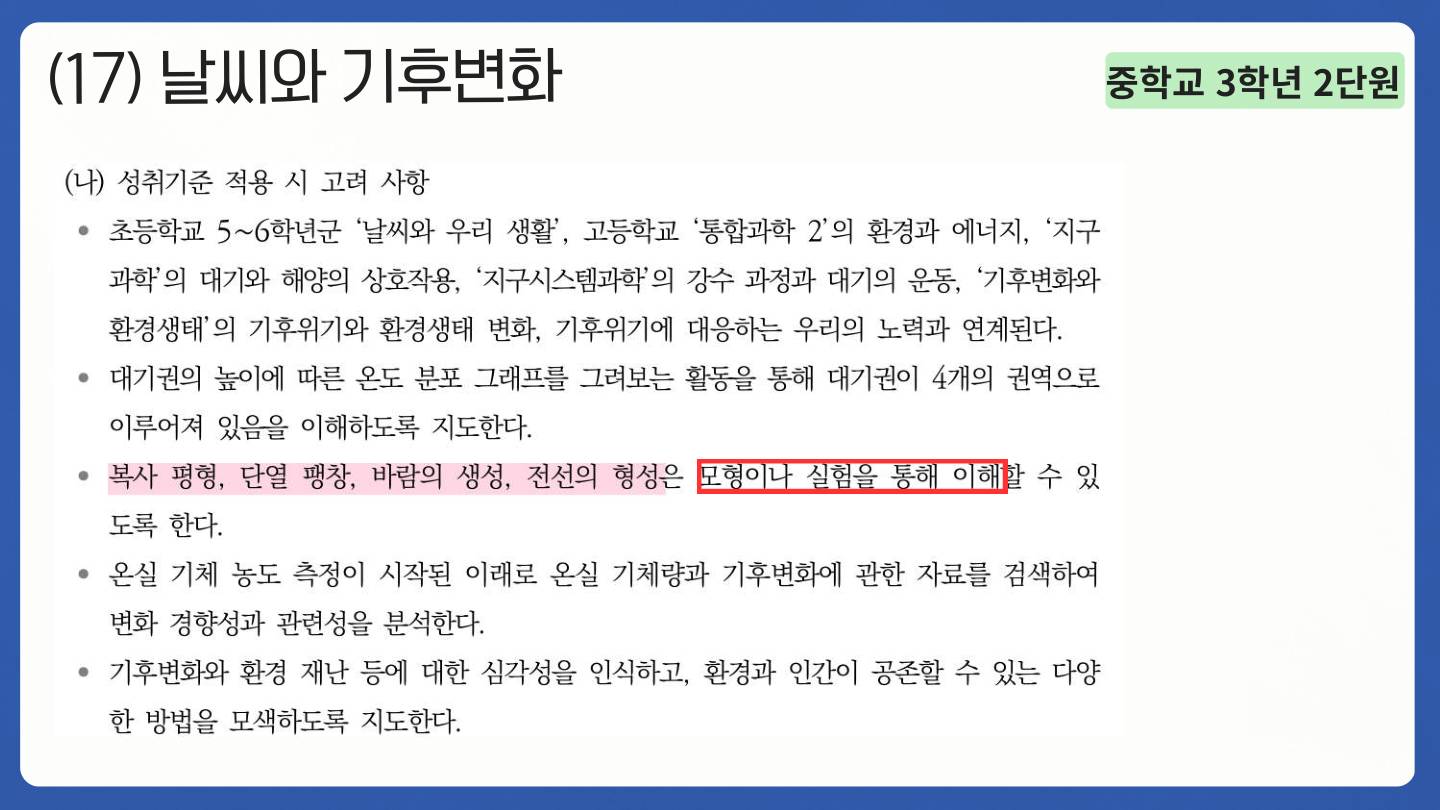 (17) 날씨와 기후변화
중학교 3학년 2단원
(나) 성취기준 적용 시 고려 사항
• 초등학교 5~6학년군 ‘날씨와 우리 생활’, 고등학교 ‘통합과학 2’의 환경과 에너지, ‘지구
과학’의 대기와 해양의 상호작용, ‘지구시스템과학’의 강수 과정과 대기의 운동, ‘기후변화와
환경생태’의 기후위기와 환경생태 변화, 기후위기에 대응하는 우리의 노력과 연계된다.
• 대기권의 높이에 따른 온도 분포 그래프를 그려보는 활동을 통해 대기권이 4개의 권역으로
이루어져 있음을 이해하도록 지도한다.
• 복사 평형, 단열 팽창, 바람의 생성, 전선의 형성은 모형이나 실험을 통해 이해할 수 있
도록 한다.
• 온실 기체 농도 측정이 시작된 이래로 온실 기체량과 기후변화에 관한 자료를 검색하여
변화 경향성과 관련성을 분석한다.
• 기후변화와 환경 재난 등에 대한 심각성을 인식하고, 환경과 인간이 공존할 수 있는 다양
한 방법을 모색하도록 지도한다.